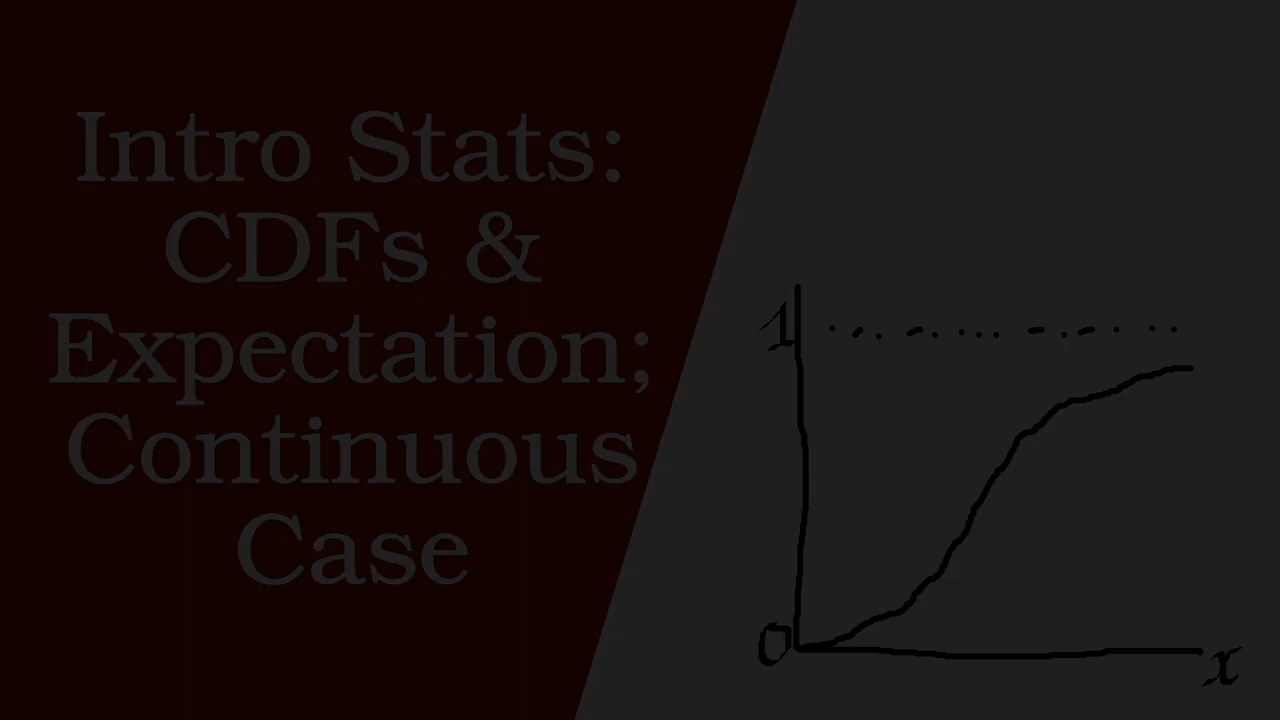 Intro Stats:
CDFs &
Expectation;
Continuous
Case
1
0
x